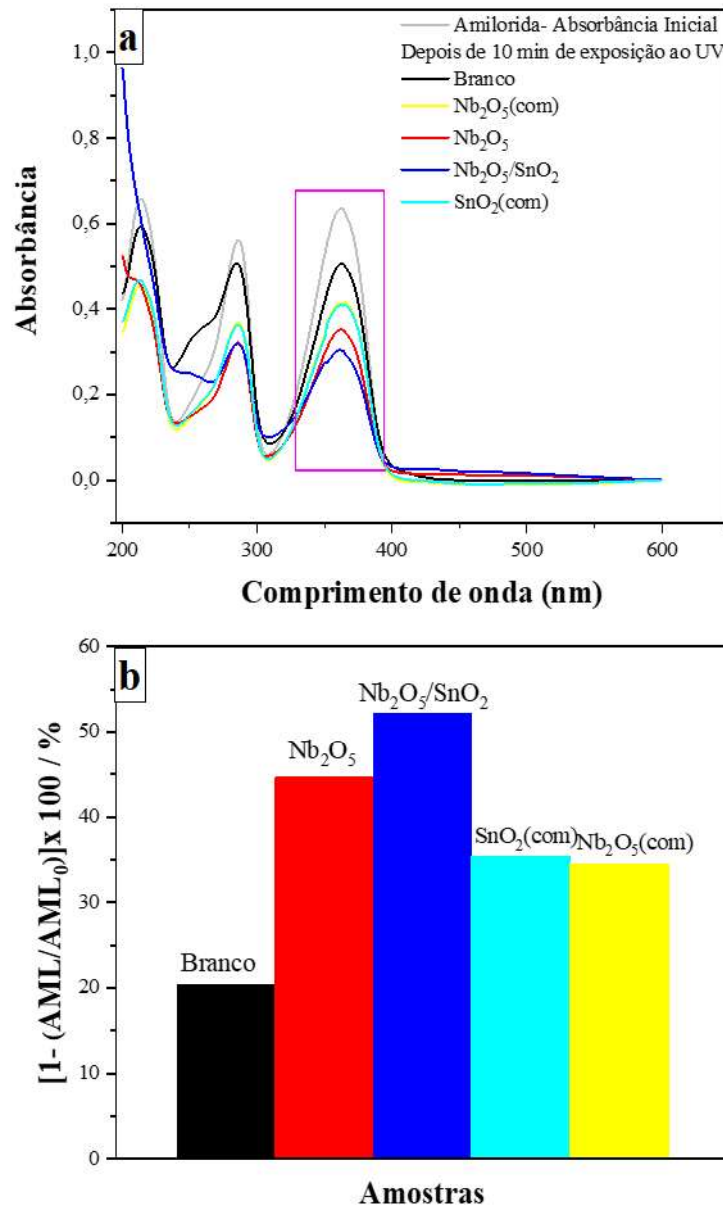 a
Amilorida- Absorbância Inicial
Depois de 10 min de exposição ao UV
Branco
Nb₂O₅(com)
Nb₂O₅
Nb₂O₅/SnO₂
SnO₂(com)
1,0
0,8
0,6
0,4
0,2
0,0
Absorbância
200
300
400
500
600
Comprimento de onda (nm)
b
60
50
40
30
20
10
0
[1- (AML/AML₀)]x 100 / %
Branco
Nb₂O₅
Nb₂O₅/SnO₂
SnO₂(com)
Nb₂O₅(com)
Amostras